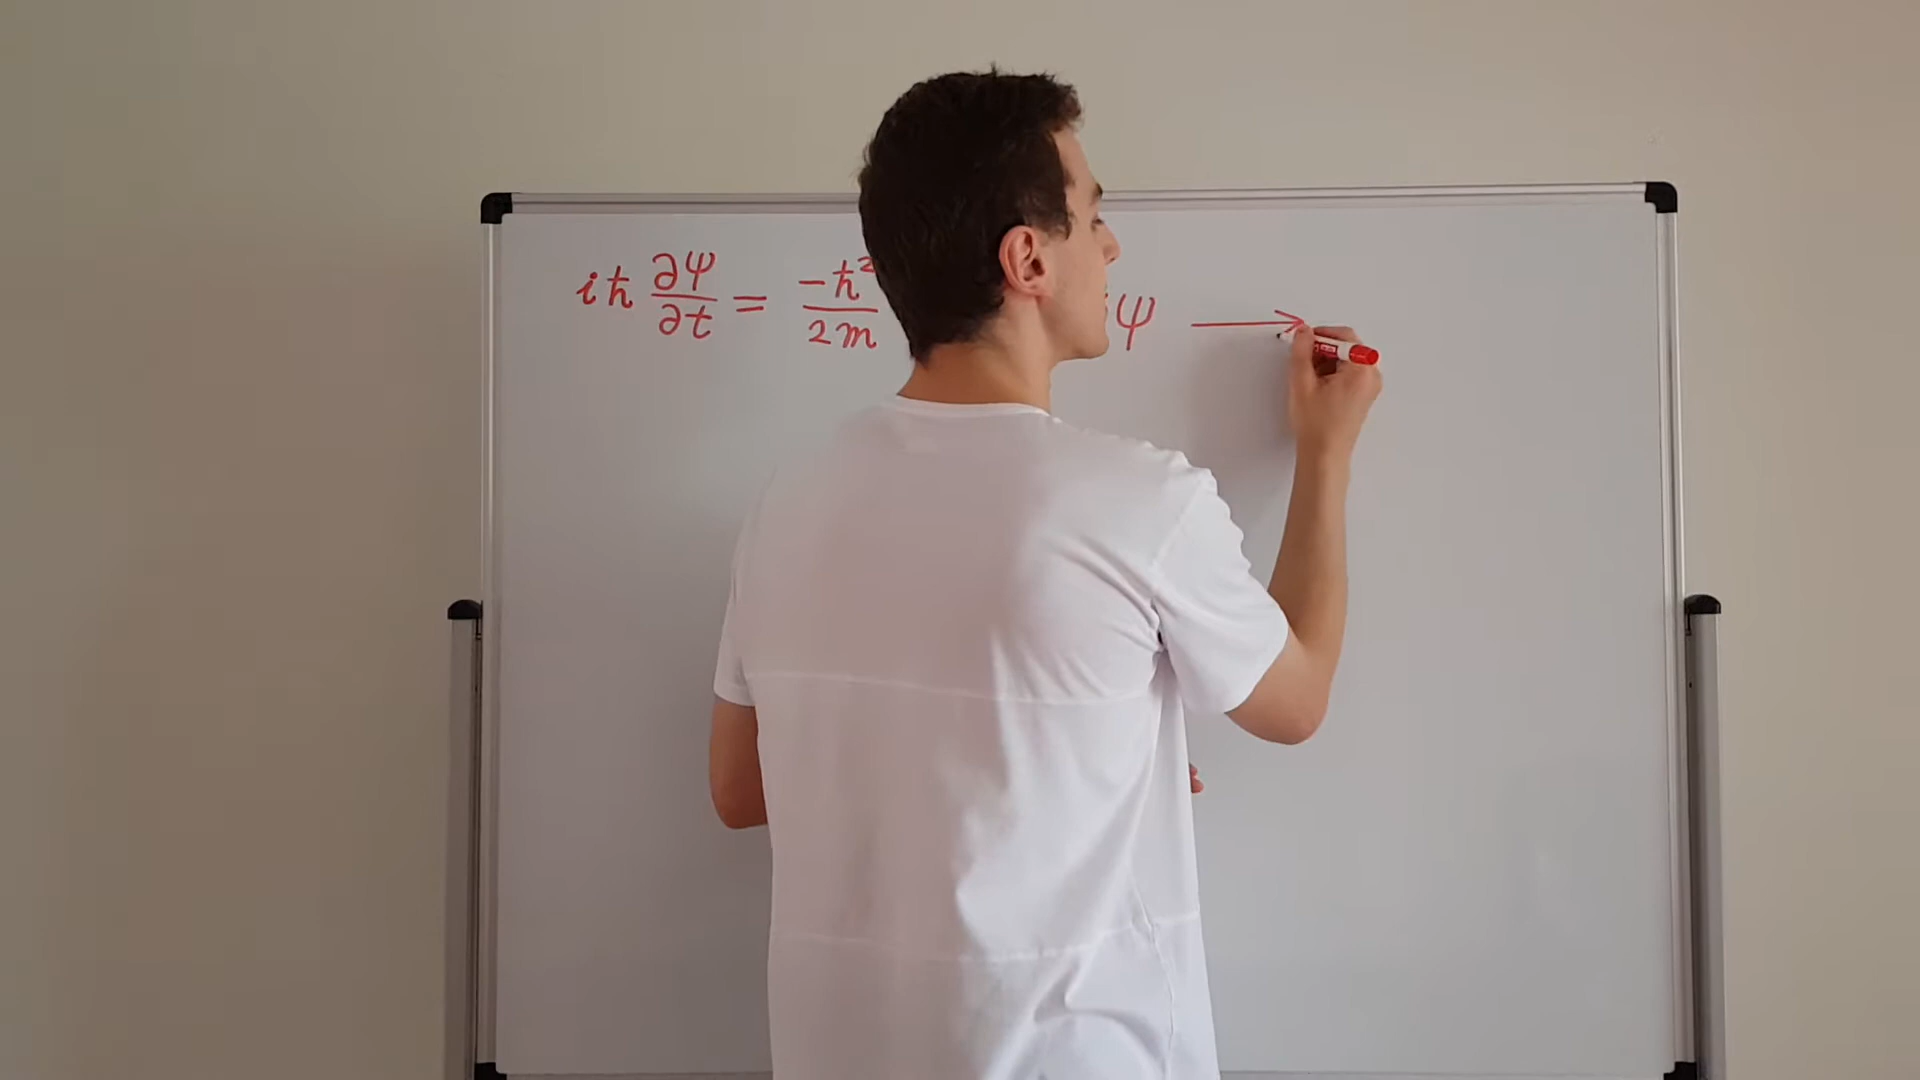 iħ ∂ψ/∂t = -ħ²/2m ψ →